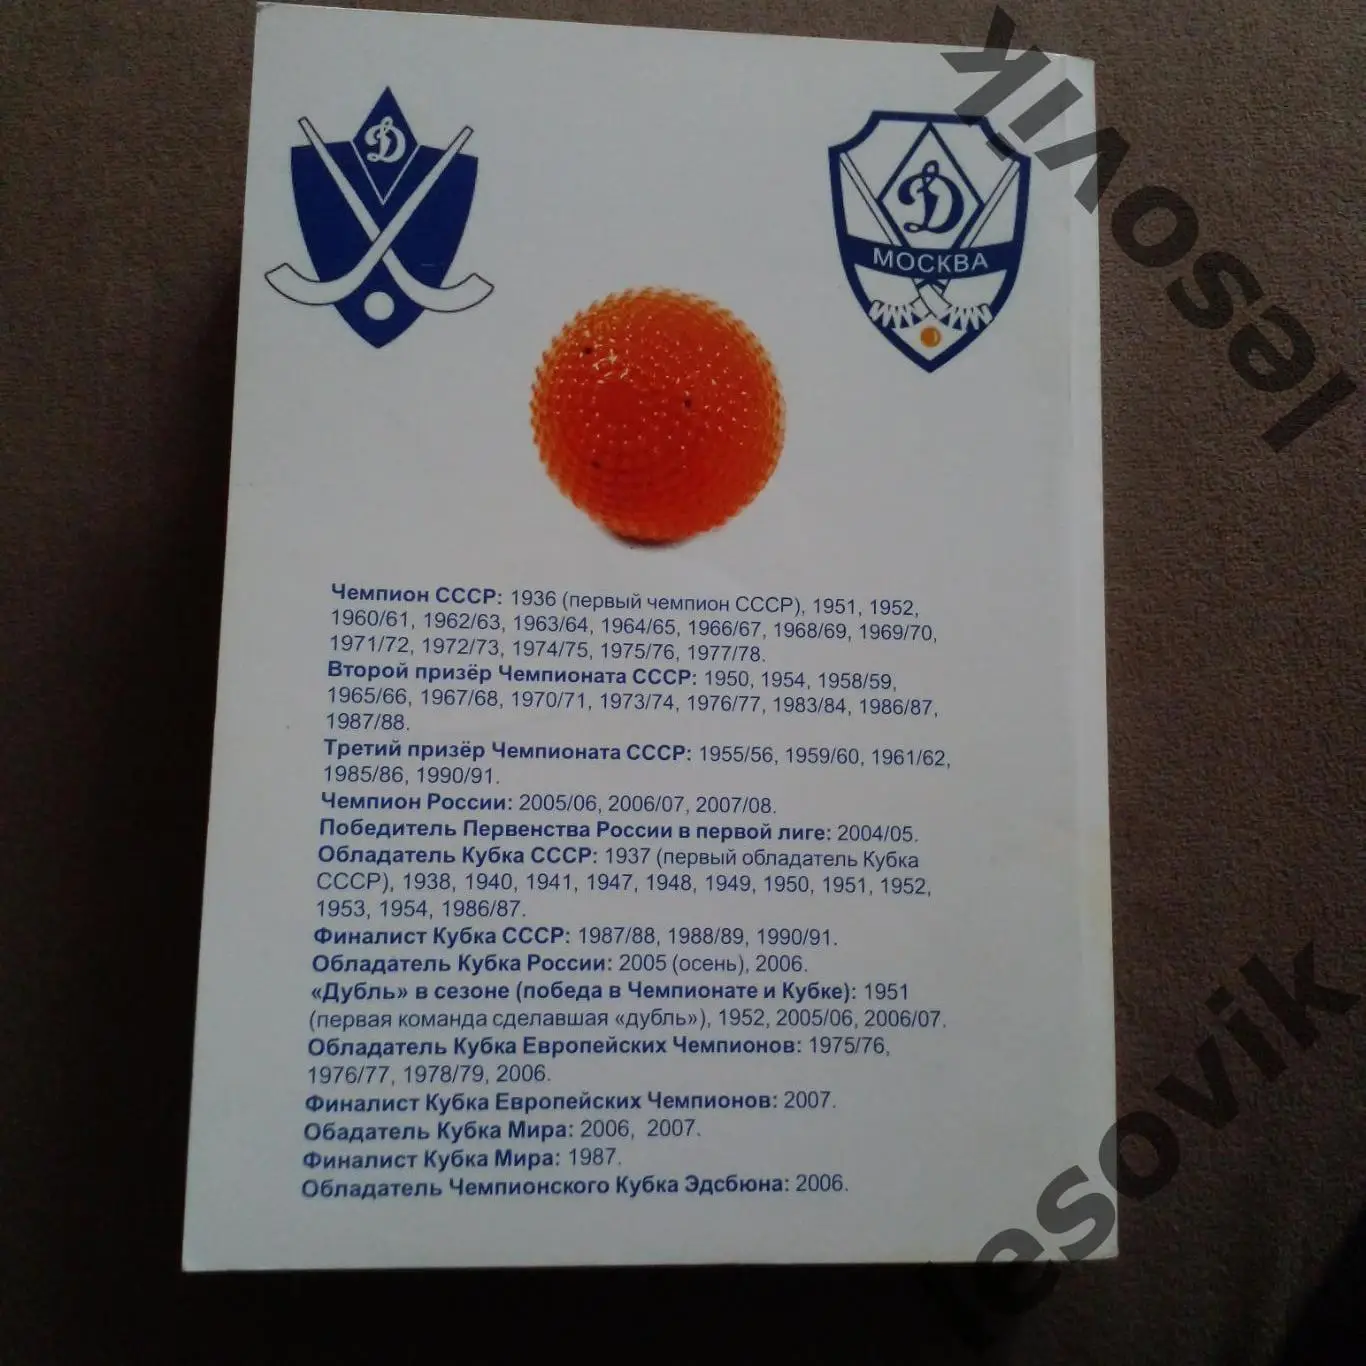 Д
Д
МОСКВА
Чемпион СССР: 1936 (первый чемпион СССР), 1951, 1952,
1960/61, 1962/63, 1963/64, 1964/65, 1966/67, 1968/69, 1969/70,
1971/72, 1972/73, 1974/75, 1975/76, 1977/78.
Второй призёр Чемпионата СССР: 1950, 1954, 1958/59,
1965/66, 1967/68, 1970/71, 1973/74, 1976/77, 1983/84, 1986/87,
1987/88.
Третий призёр Чемпионата СССР: 1955/56, 1959/60, 1961/62,
1985/86, 1990/91.
Чемпион России: 2005/06, 2006/07, 2007/08.
Победитель Первенства России в первой лиге: 2004/05.
Обладатель Кубка СССР: 1937 (первый обладатель Кубка
СССР), 1938, 1940, 1941, 1947, 1948, 1949, 1950, 1951, 1952,
1953, 1954, 1986/87.
Финалист Кубка СССР: 1987/88, 1988/89, 1990/91.
Обладатель Кубка России: 2005 (осень), 2006.
«Дубль» в сезоне (победа в Чемпионате и Кубке): 1951
(первая команда сделавшая «дубль»), 1952, 2005/06, 2006/07.
Обладатель Кубка Европейских Чемпионов: 1975/76,
1976/77, 1978/79, 2006.
Финалист Кубка Европейских Чемпионов: 2007.
Обадатель Кубка Мира: 2006, 2007.
Финалист Кубка Мира: 1987.
Обладатель Чемпионского Кубка Эдсбюна: 2006.
lesovik
lesovik